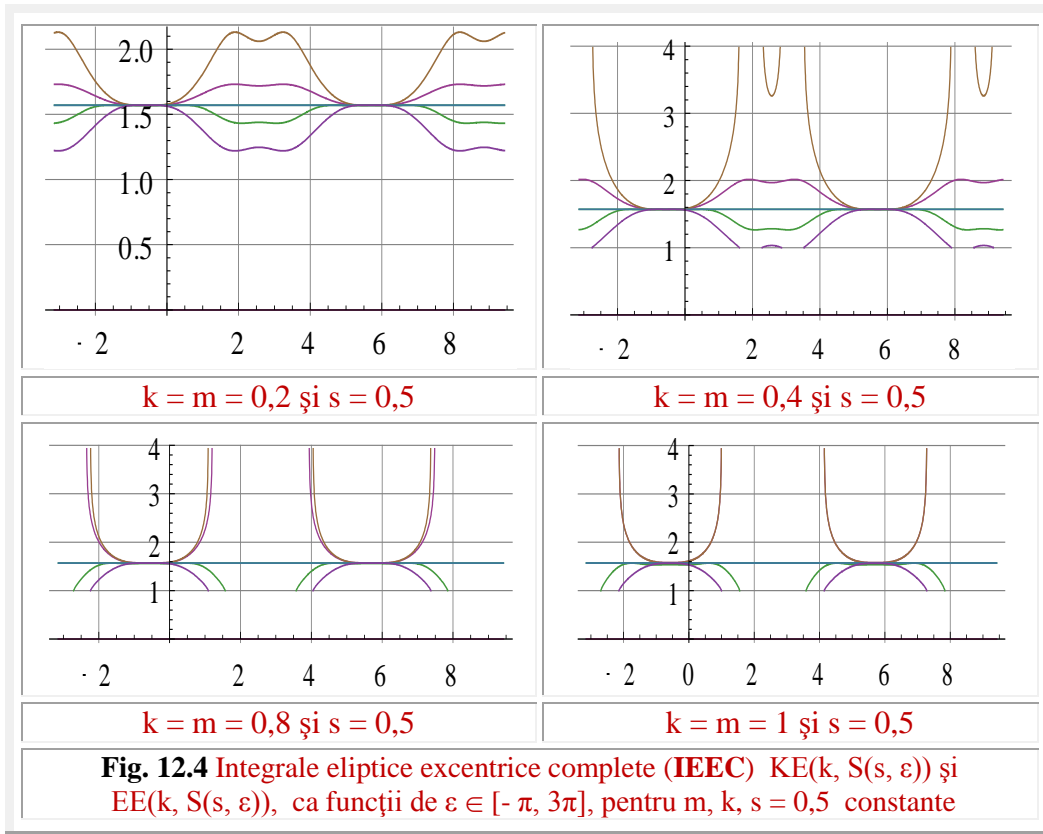 2.0
1.5
1.0
0.5
- 2 2 4 6 8
4
3
2
1
- 2 2 4 6 8
k = m = 0,2 şi s = 0,5
k = m = 0,4 şi s = 0,5
4
3
2
1
- 2 2 4 6 8
4
3
2
1
- 2 0 2 4 6 8
k = m = 0,8 şi s = 0,5
k = m = 1 şi s = 0,5
Fig. 12.4 Integrale eliptice excentrice complete (IEEC) KE(k, S(s, ε)) şi
EE(k, S(s, ε)), ca funcţii de ε ∈ [- π, 3π], pentru m, k, s = 0,5 constante